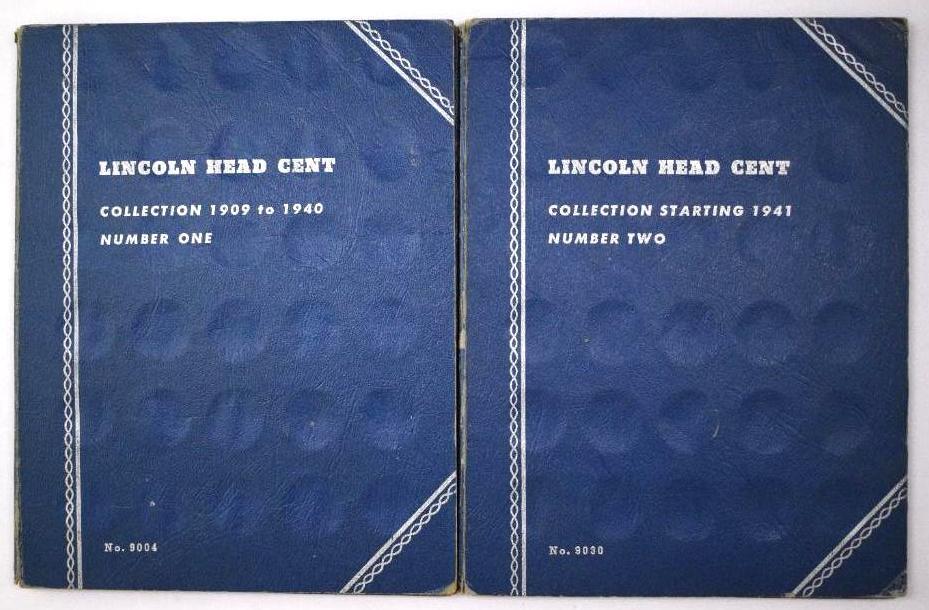 LINCOLN HEAD CENT
COLLECTION 1909 to 1940
NUMBER ONE
No. 9004
LINCOLN HEAD CENT
COLLECTION STARTING 1941
NUMBER TWO
No. 9030